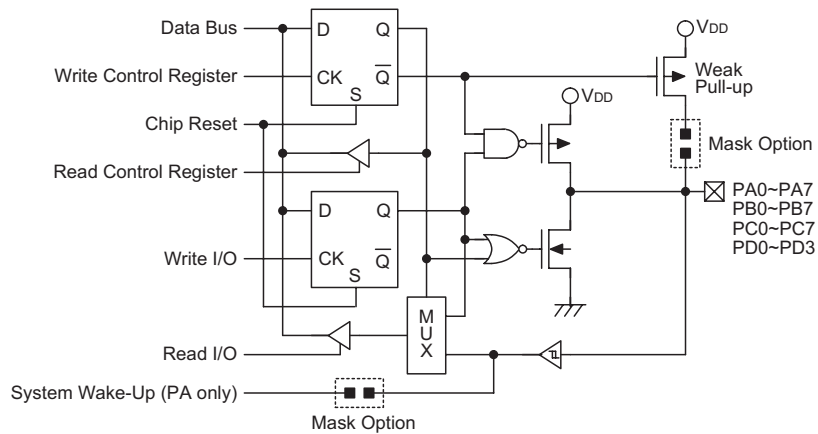 Data Bus
Write Control Register
Chip Reset
Read Control Register
Write I/O
Read I/O
System Wake-Up (PA only)
D
Q
CK
Q
S
D
Q
CK
Q
S
M
U
X
Mask Option
VDD
VDD
Weak
Pull-up
Mask Option
PA0~PA7
PB0~PB7
PC0~PC7
PD0~PD3